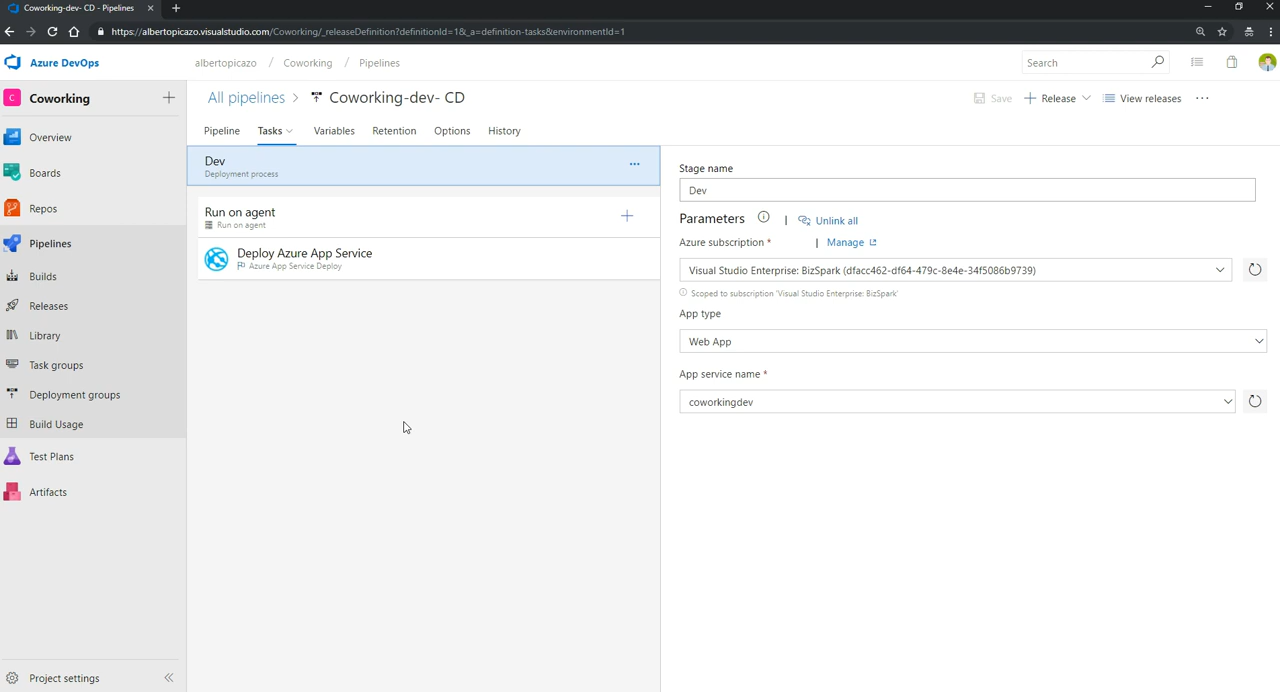 Coworking-dev- CD - Pipelines
https://albertopicazo.visualstudio.com/Coworking/_releaseDefinition?definitionId=1&_a=definition-tasks&environmentId=1
Azure DevOps
albertopicazo / Coworking / Pipelines
Search
C Coworking
All pipelines > Coworking-dev- CD
Save Release View releases
Pipeline Tasks Variables Retention Options History
Overview
Boards
Repos
Pipelines
Builds
Releases
Library
Task groups
Deployment groups
Build Usage
Test Plans
Artifacts
Project settings
Dev
Deployment process
Run on agent
Run on agent
Deploy Azure App Service
Azure App Service Deploy
Stage name
Dev
Parameters | Unlink all
Azure subscription * | Manage
Visual Studio Enterprise: BizSpark (dfacc462-df64-479c-8e4e-34f5086b9739)
Scoped to subscription 'Visual Studio Enterprise: BizSpark'
App type
Web App
App service name *
coworkingdev